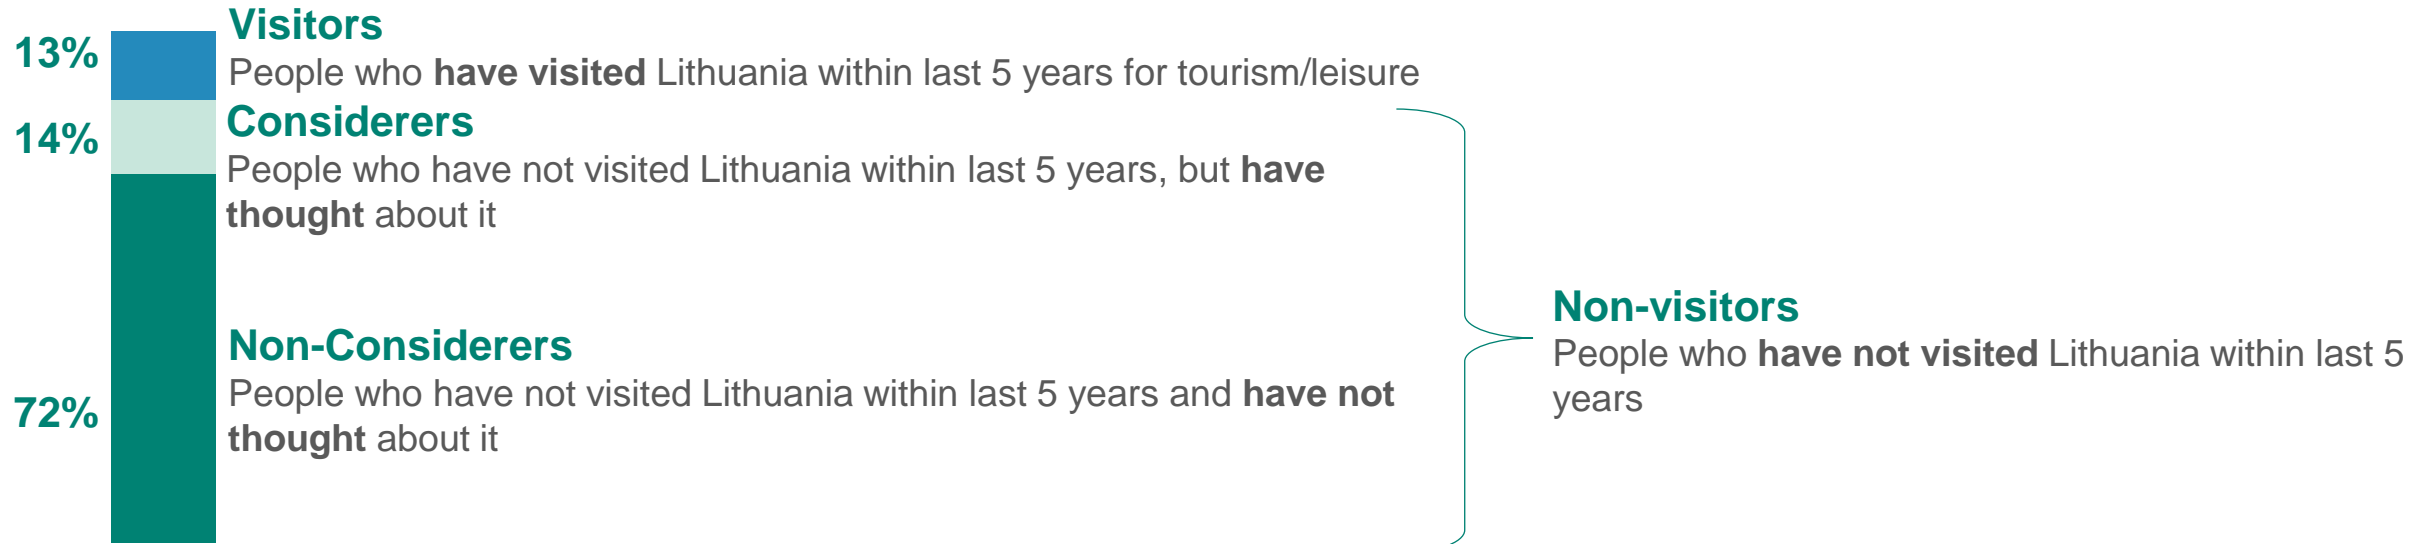 13%
Visitors
People who have visited Lithuania within last 5 years for tourism/leisure
14%
Considerers
People who have not visited Lithuania within last 5 years, but have
thought about it
72%
Non-Considerers
People who have not visited Lithuania within last 5 years and have not
thought about it
Non-visitors
People who have not visited Lithuania within last 5
years